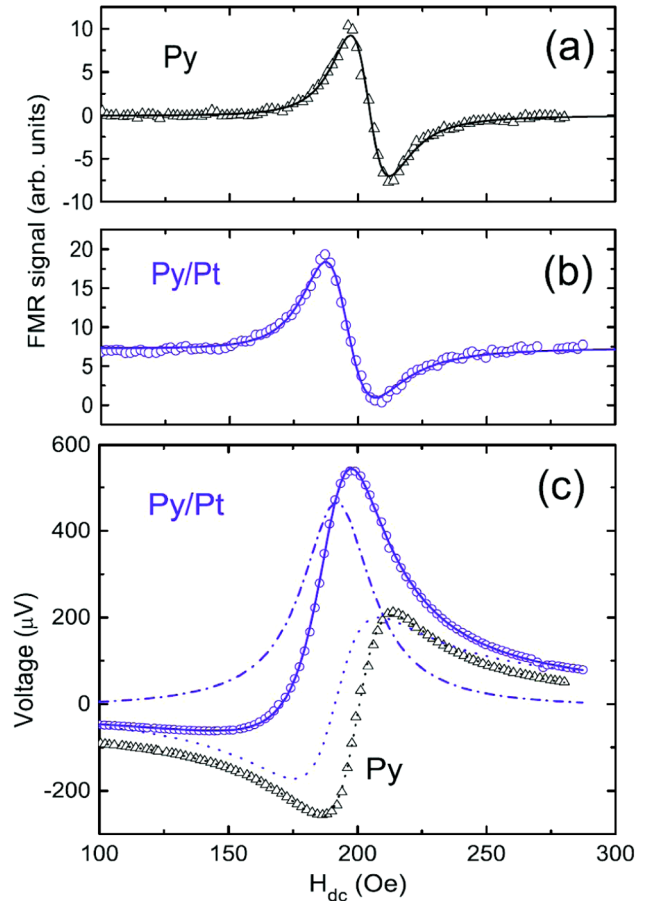 10
5
0
-5
-10
Py
(a)
FMR signal (arb. units)
20
15
10
5
0
Py/Pt
(b)
600
400
200
0
-200
Py/Pt
(c)
Voltage (μV)
Py
100 150 200 250 300
H_dc (Oe)